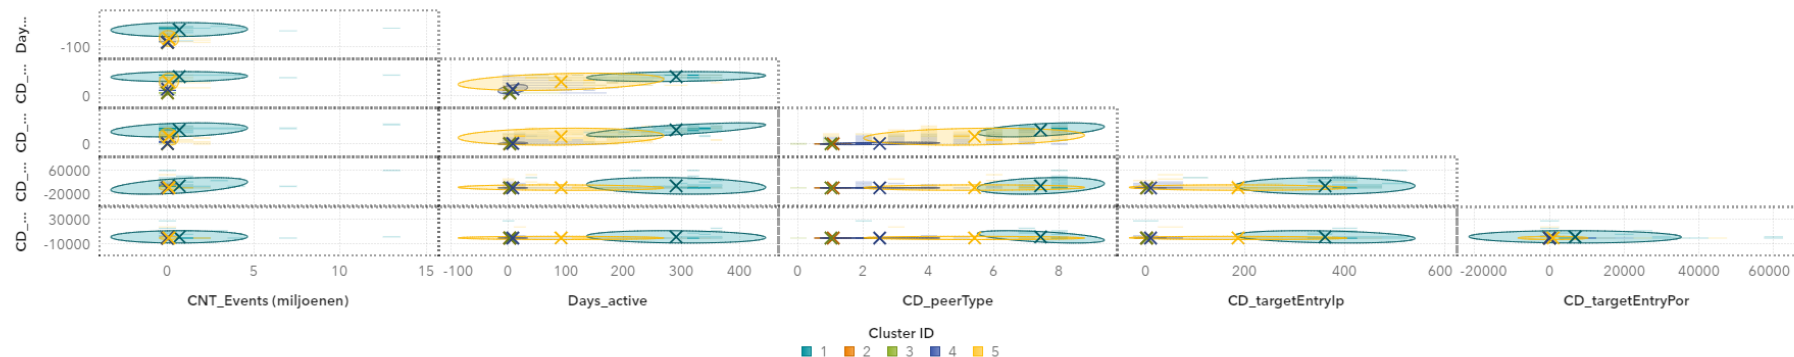 Day...
-100
CD_...
0
CD_...
0
CD_...
60000
-20000
CD_...
30000
-10000
0 5 10 15 -100 0 100 200 300 400 0 2 4 6 8 0 200 400 600 -20000 0 20000 40000 60000
CNT_Events (miljoenen) Days_active CD_peerType CD_targetEntryIp CD_targetEntryPor
Cluster ID
1 2 3 4 5